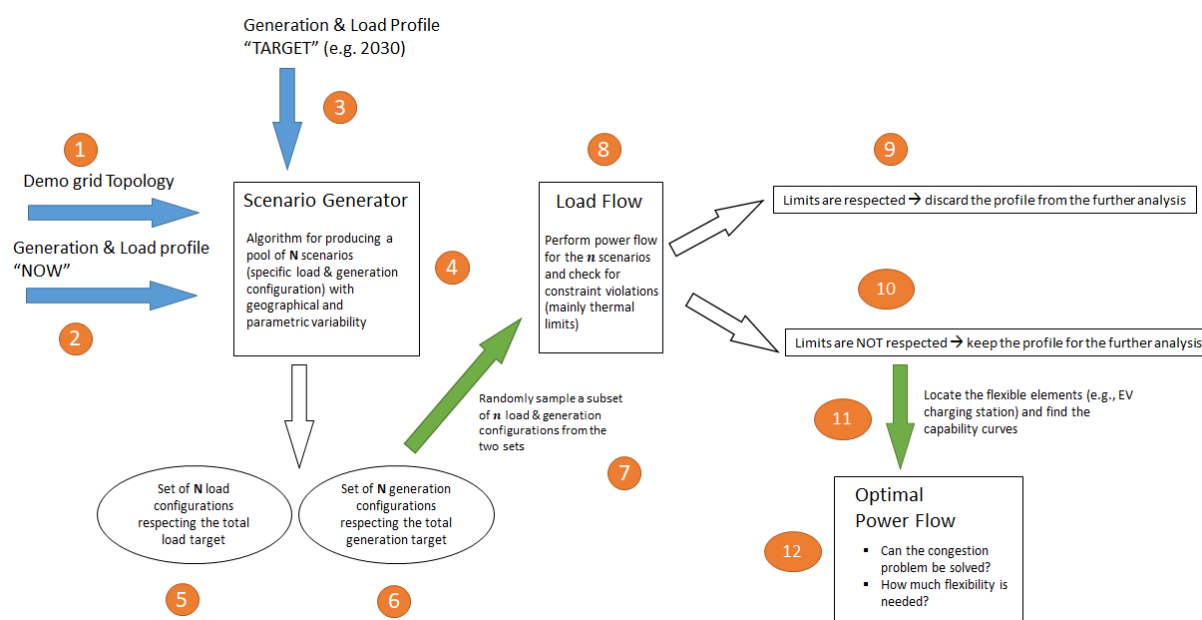 Generation & Load Profile
“TARGET” (e.g. 2030)
3
1
Demo grid Topology
Generation & Load profile
“NOW”
2
Scenario Generator
Algorithm for producing a
pool of N scenarios
(specific load & generation
configuration) with
geographical and
parametric variability
4
Set of N load
configurations
respecting the total
load target
5
Set of N generation
configurations
respecting the total
generation target
6
Randomly sample a subset
of n load & generation
configurations from the
two sets
7
8
Load Flow
Perform power flow
for the n scenarios
and check for
constraint violations
(mainly thermal
limits)
9
Limits are respected → discard the profile from the further analysis
10
Limits are NOT respected → keep the profile for the further analysis
11
Locate the flexible elements (e.g., EV
charging station) and find the
capability curves
12
Optimal
Power Flow
▪ Can the congestion
problem be solved?
▪ How much flexibility is
needed?